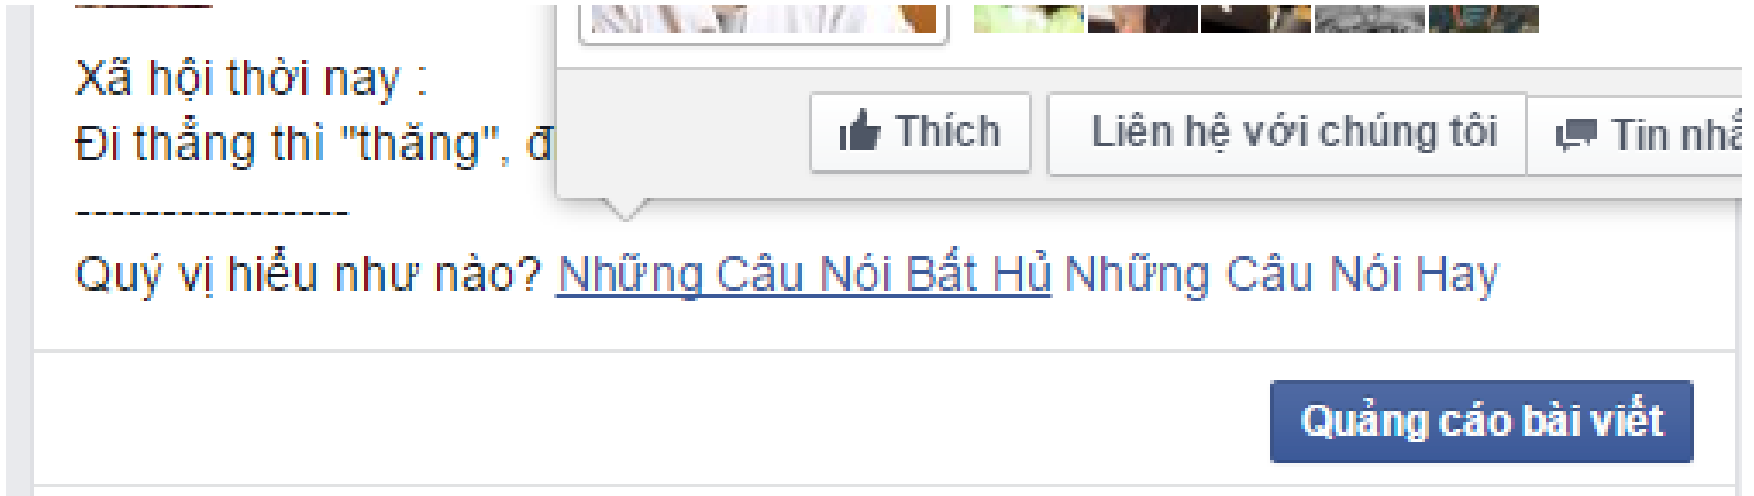 Xã hội thời nay :
Đi thẳng thì "thăng", đ
----------------
Quý vị hiểu như nào? Những Câu Nói Bất Hủ Những Câu Nói Hay
Thích
Liên hệ với chúng tôi
Tin nhắ
Quảng cáo bài viết